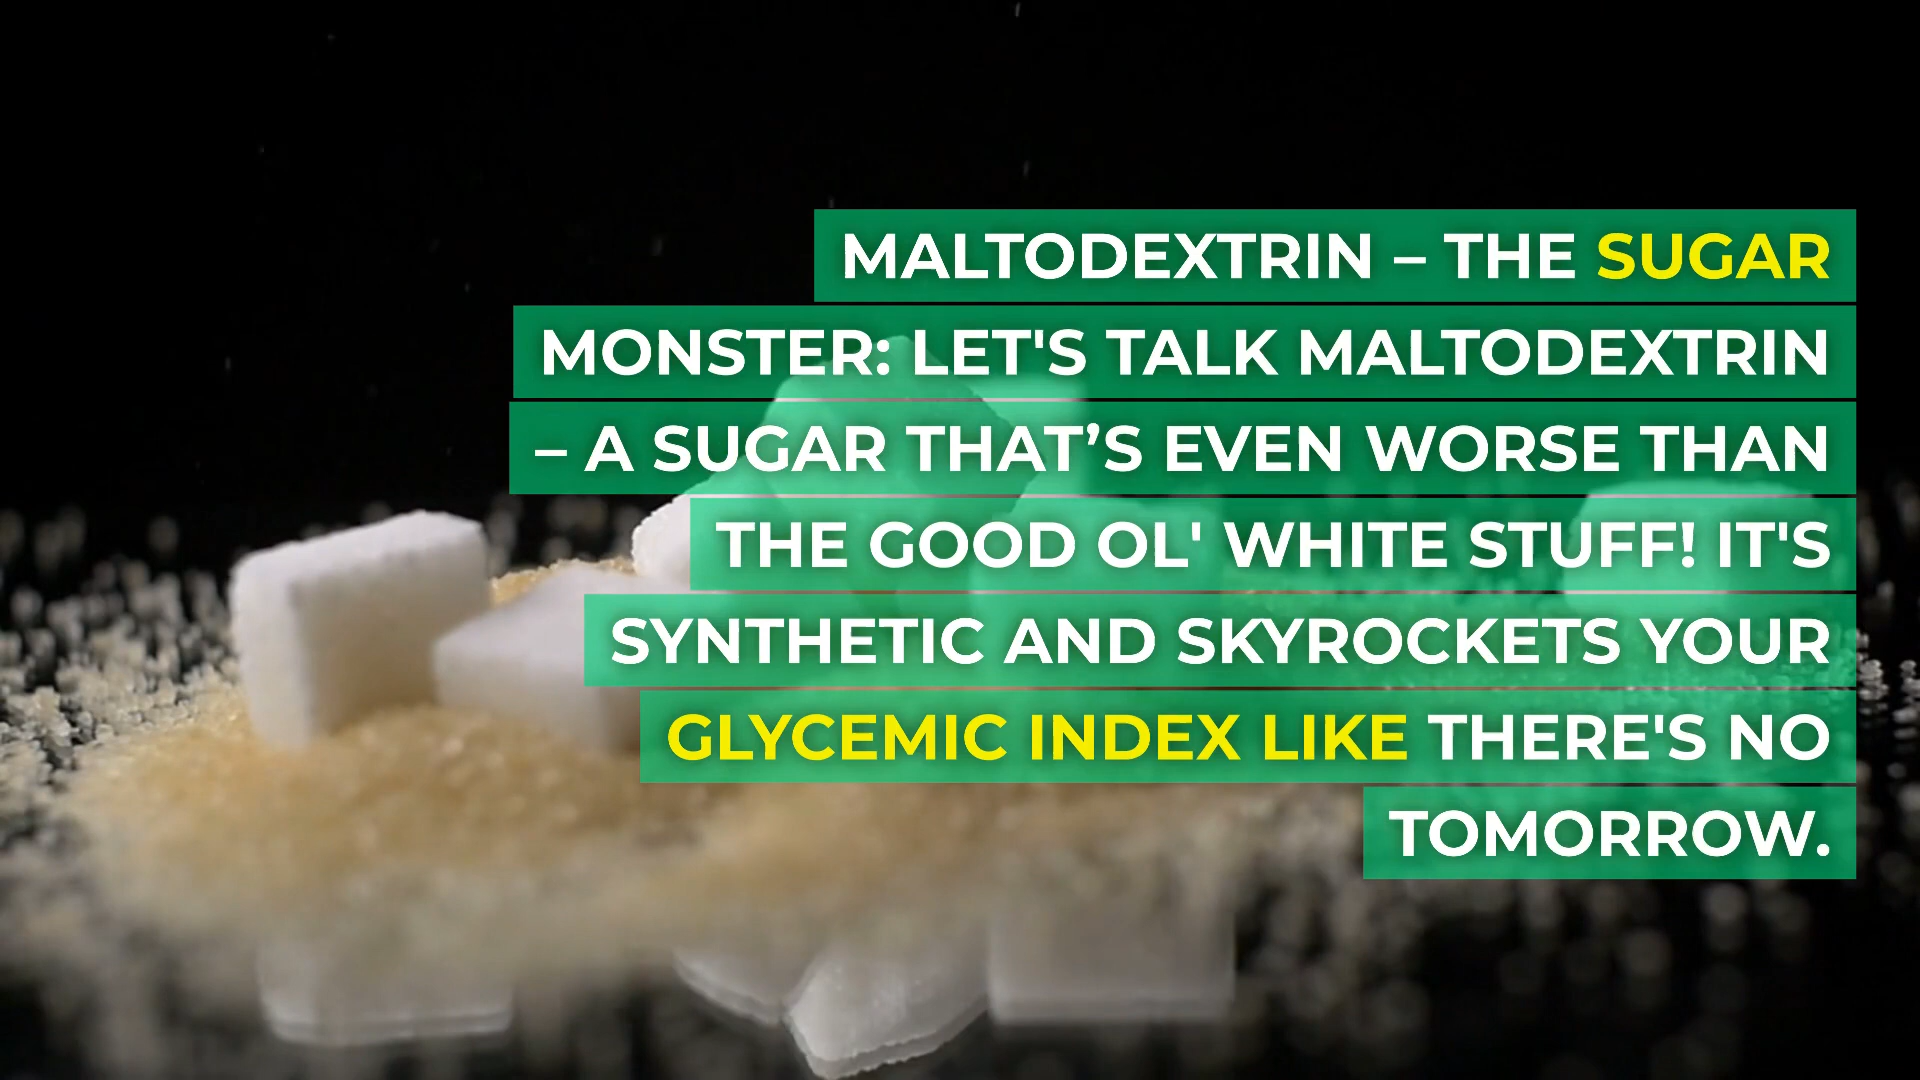 MALTODEXTRIN – THE SUGAR
MONSTER: LET'S TALK MALTODEXTRIN
– A SUGAR THAT’S EVEN WORSE THAN
THE GOOD OL' WHITE STUFF! IT'S
SYNTHETIC AND SKYROCKETS YOUR
GLYCEMIC INDEX LIKE THERE'S NO
TOMORROW.